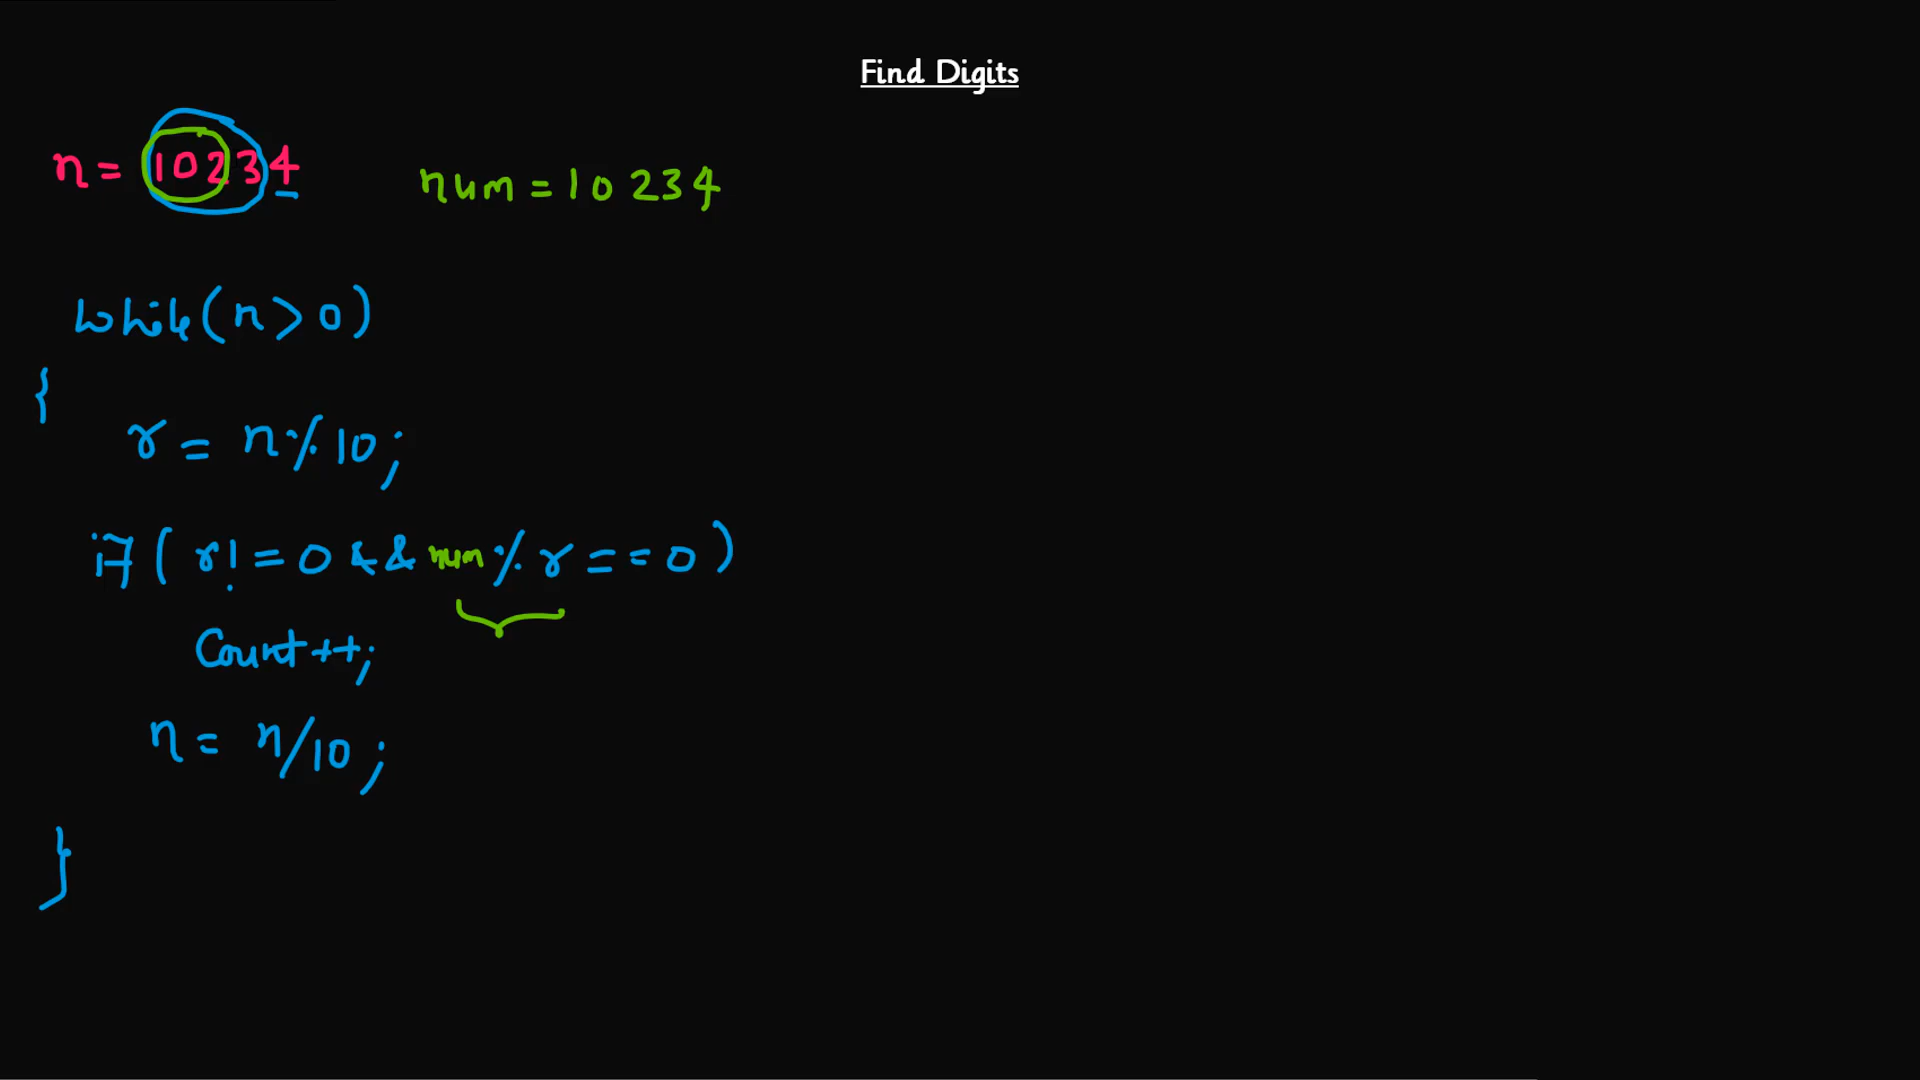 Find Digits
n = 10234
num = 10234
while(n>0)
{
r = n%10;
if( r!=0 && num%r==0)
Count++;
n = n/10;
}